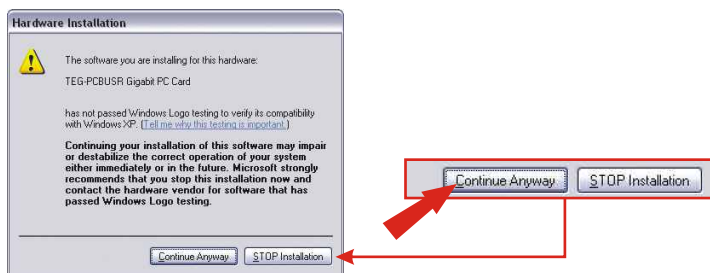 Hardware Installation
The software you are installing for this hardware:
TEG-PCBUSR Gigabit PC Card
has not passed Windows Logo testing to verify its compatibility
with Windows XP. (Tell me why this testing is important.)
Continuing your installation of this software may impair
or destabilize the correct operation of your system
either immediately or in the future. Microsoft strongly
recommends that you stop this installation now and
contact the hardware vendor for software that has
passed Windows Logo testing.
Continue Anyway STOP Installation
Continue Anyway STOP Installation